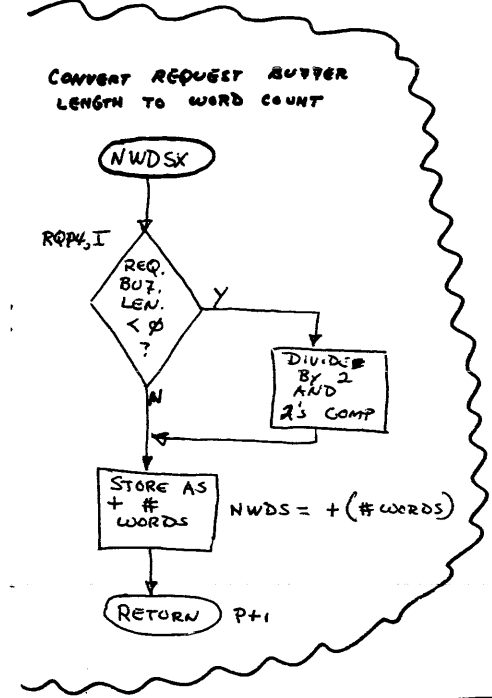 CONVERT REQUEST BUFFER
LENGTH TO WORD COUNT
NWDSX
RQP4,I
REQ.
BUF.
LEN.
< Ø
?
Y
N
DIVIDE
BY 2
AND
2's COMP
STORE AS
+ #
WORDS
NWDS = +(# WORDS)
RETURN
P+1